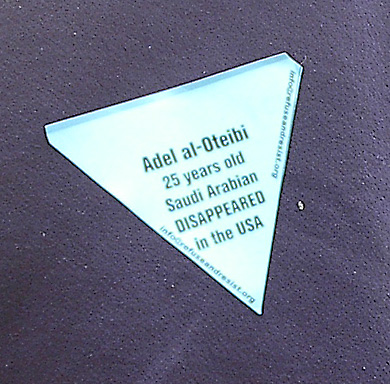 Adel al-Oteibi
25 years old
Saudi Arabian
DISAPPEARED
in the USA
info@refuseandresist.org
info@refuseandresist.org